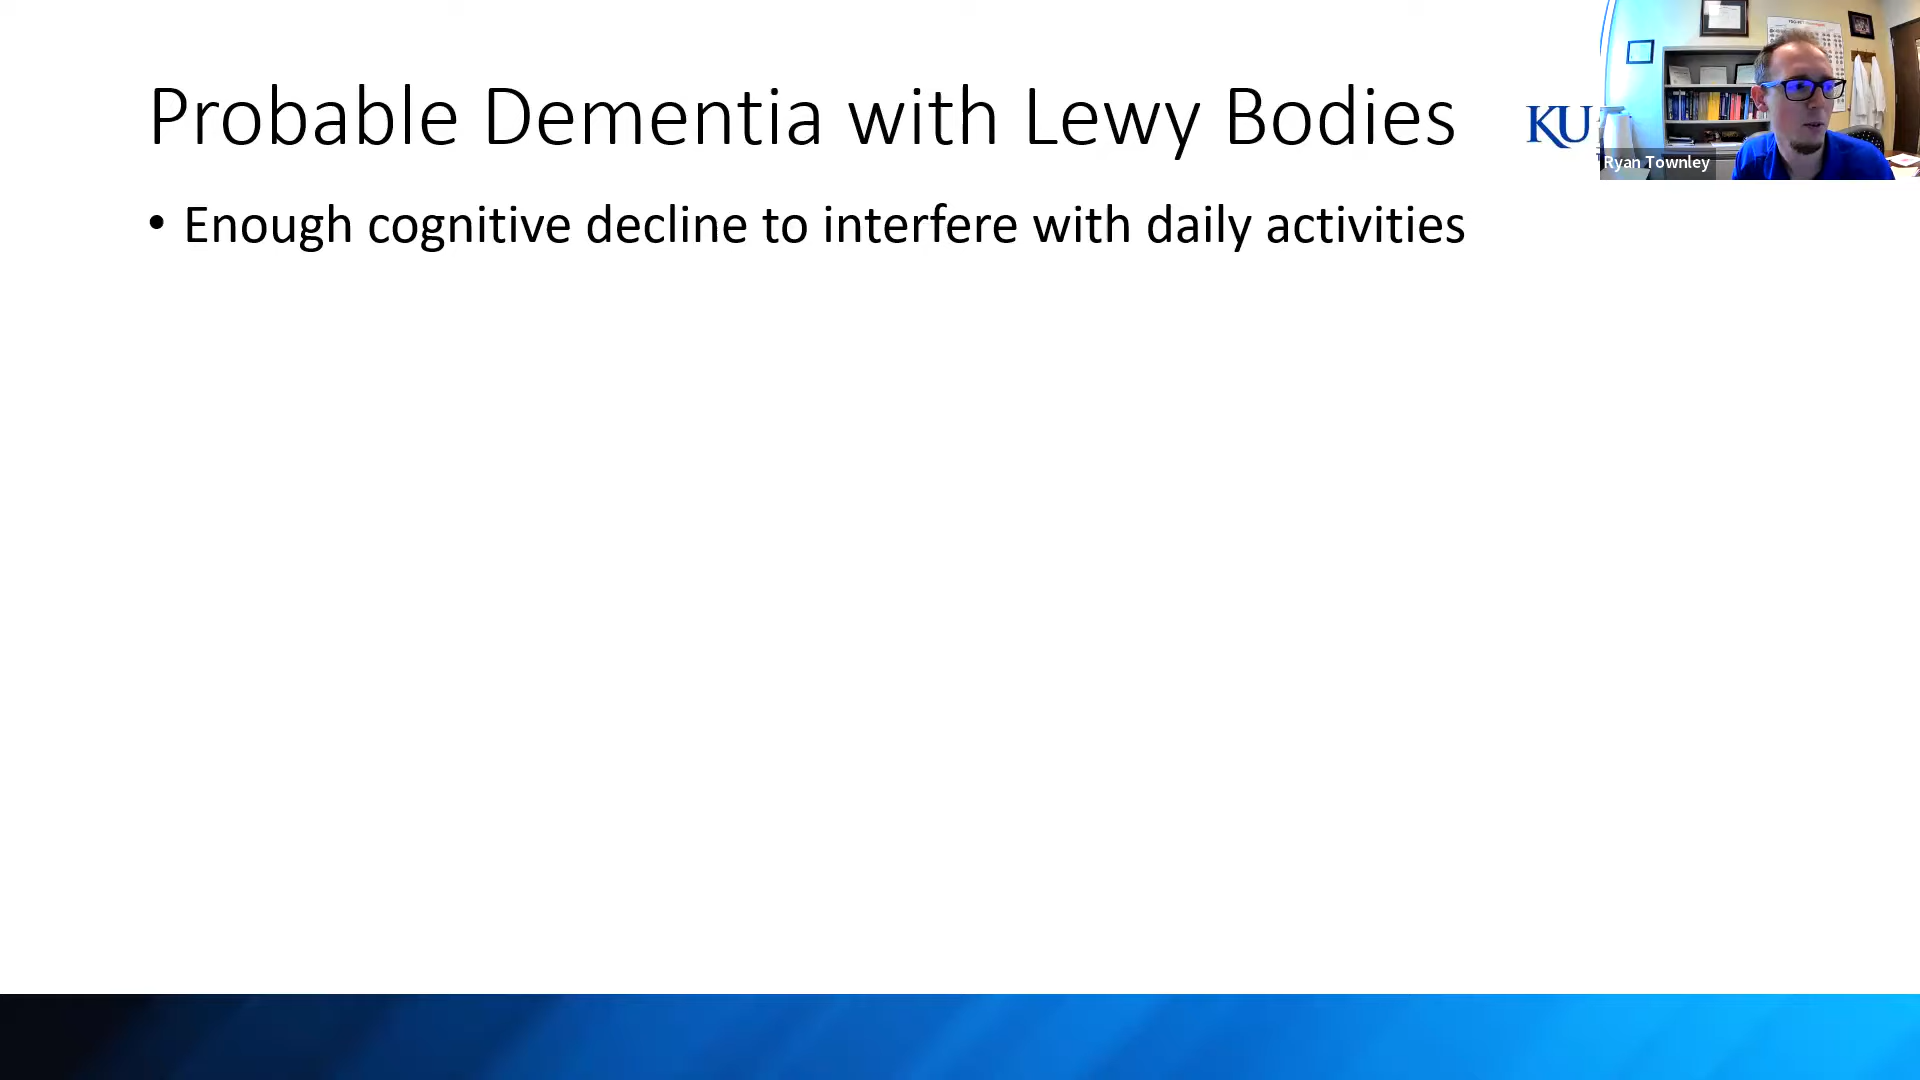 Probable Dementia with Lewy Bodies
• Enough cognitive decline to interfere with daily activities
KU
Ryan Townley